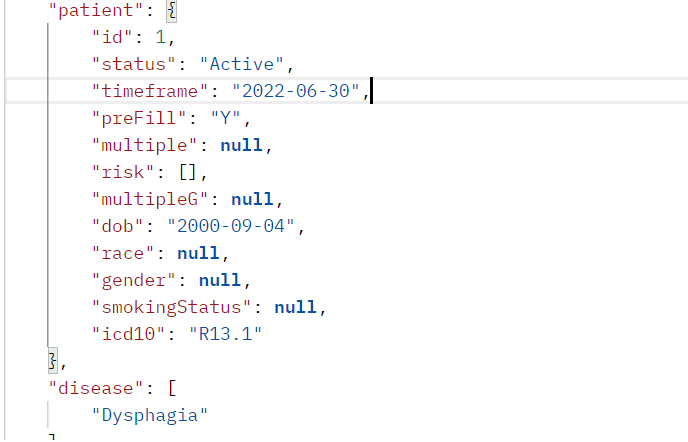 "patient": {
"id": 1,
"status": "Active",
"timeframe": "2022-06-30",
"preFill": "Y",
"multiple": null,
"risk": [],
"multipleG": null,
"dob": "2000-09-04",
"race": null,
"gender": null,
"smokingStatus": null,
"icd10": "R13.1"
},
"disease": [
"Dysphagia"
]